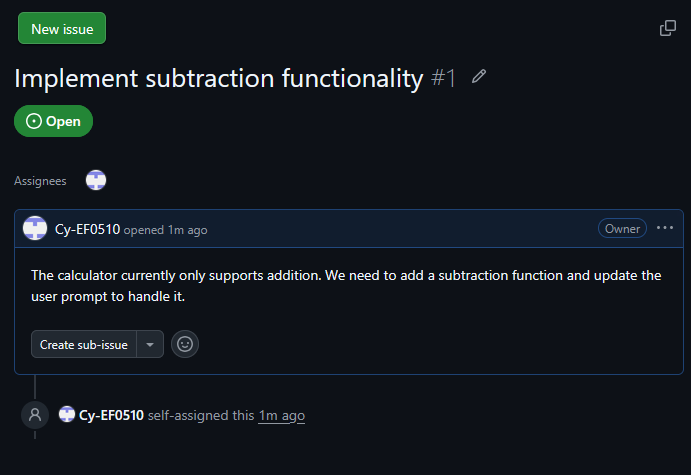 New issue
Implement subtraction functionality #1
Open
Assignees
Cy-EF0510 opened 1m ago Owner
The calculator currently only supports addition. We need to add a subtraction function and update the
user prompt to handle it.
Create sub-issue
Cy-EF0510 self-assigned this 1m ago